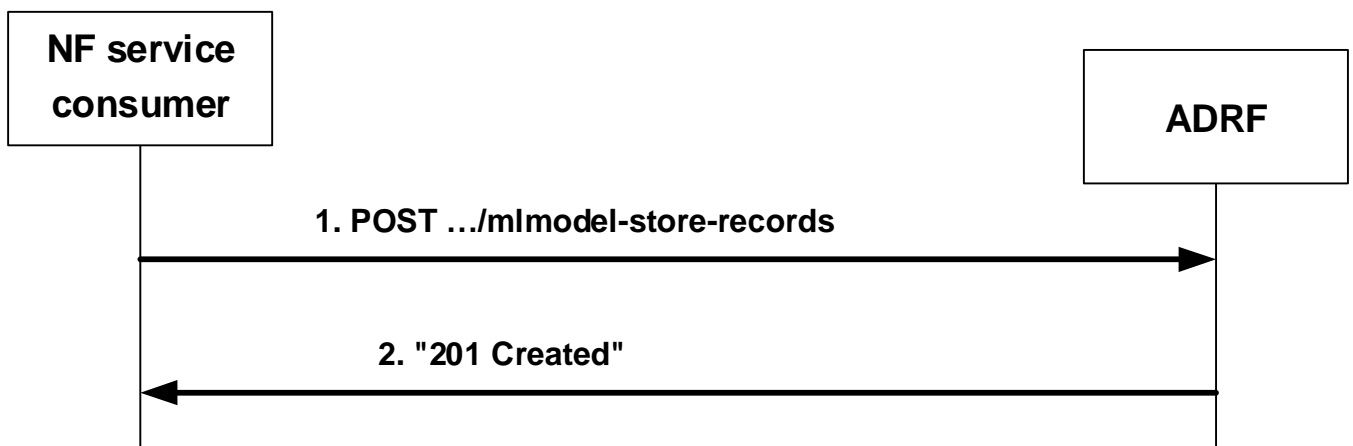 NF service
consumer
ADRF
1. POST .../mlmodel-store-records
2. "201 Created"